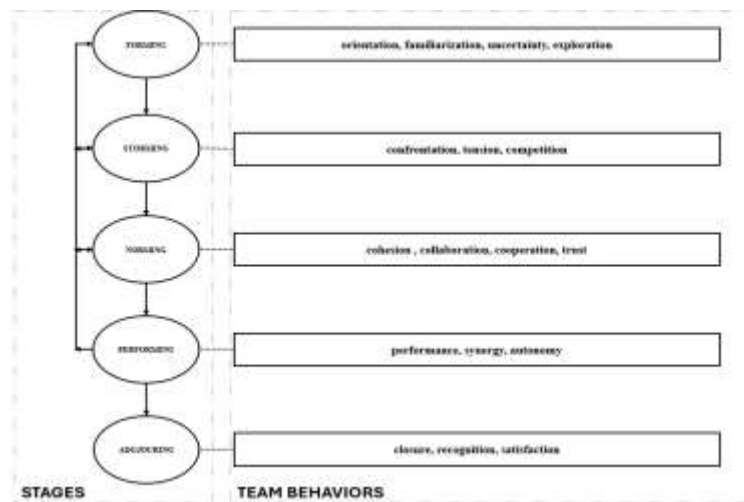 FORMING
orientation, familiarization, uncertainty, exploration
STORMING
confrontation, tension, competition
NORMING
cohesion , collaboration, cooperation, trust
PERFORMING
performance, synergy, autonomy
ADGJOURING
closure, recognition, satisfaction
STAGES
TEAM BEHAVIORS